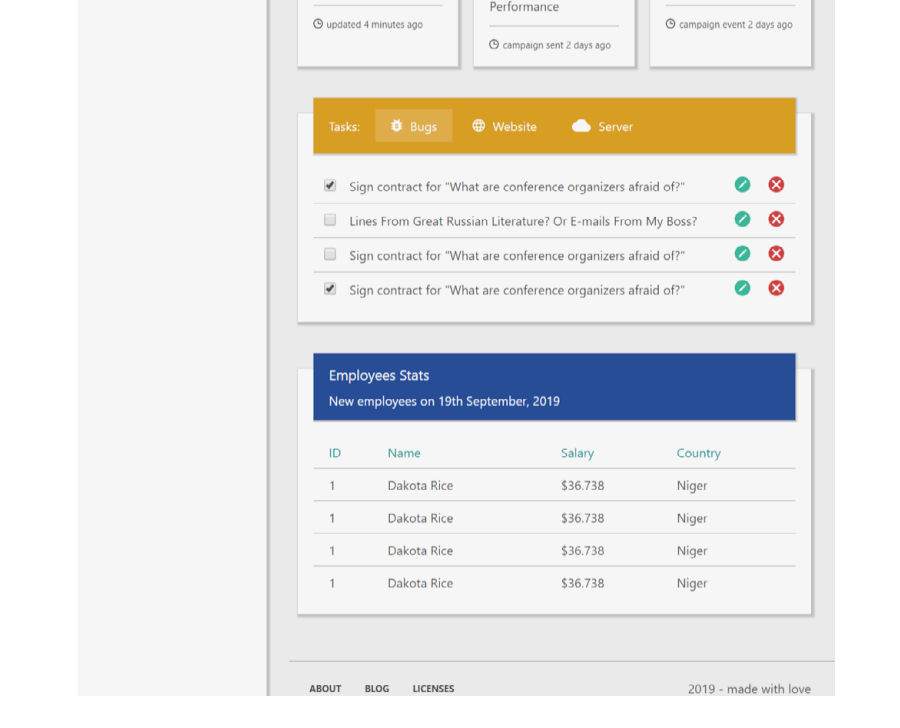 Performance
updated 4 minutes ago
campaign sent 2 days ago
campaign event 2 days ago
Tasks: Bugs Website Server
Sign contract for "What are conference organizers afraid of?"
Lines From Great Russian Literature? Or E-mails From My Boss?
Sign contract for "What are conference organizers afraid of?"
Sign contract for "What are conference organizers afraid of?"
Employees Stats
New employees on 19th September, 2019
ID Name Salary Country
1 Dakota Rice $36.738 Niger
1 Dakota Rice $36.738 Niger
1 Dakota Rice $36.738 Niger
1 Dakota Rice $36.738 Niger
ABOUT BLOG LICENSES 2019 - made with love